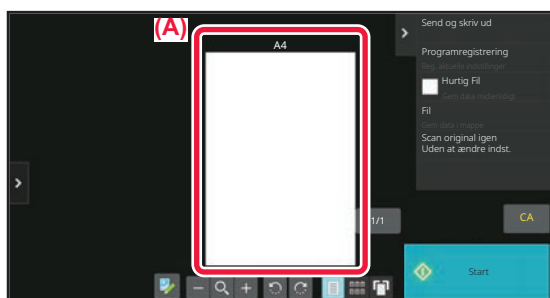 (A)
A4
Send og skriv ud
Programregistrering
Reg. aktuelle indstillinger
Hurtig Fil
Gem data midlertidigt
Fil
Gem data i mappe
Scan original igen
Uden at ændre indst.
1/1
CA
Start